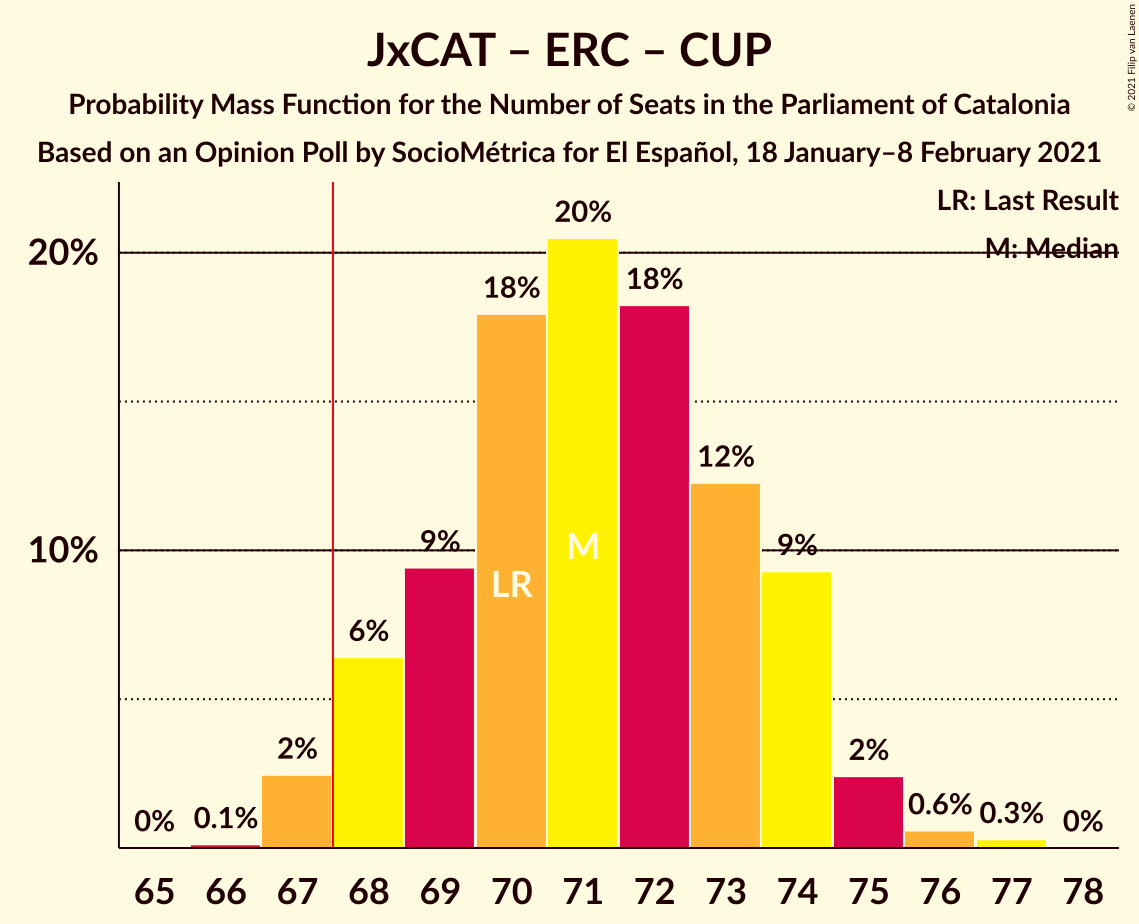 JxCAT – ERC – CUP
Probability Mass Function for the Number of Seats in the Parliament of Catalonia
Based on an Opinion Poll by SocioMétrica for El Español, 18 January–8 February 2021
© 2021 Filip van Laenen
LR: Last Result
M: Median
20%
10%
0%
0.1%
2%
6%
9%
18%
20%
18%
12%
9%
2%
0.6%
0.3%
0%
LR
M
65 66 67 68 69 70 71 72 73 74 75 76 77 78